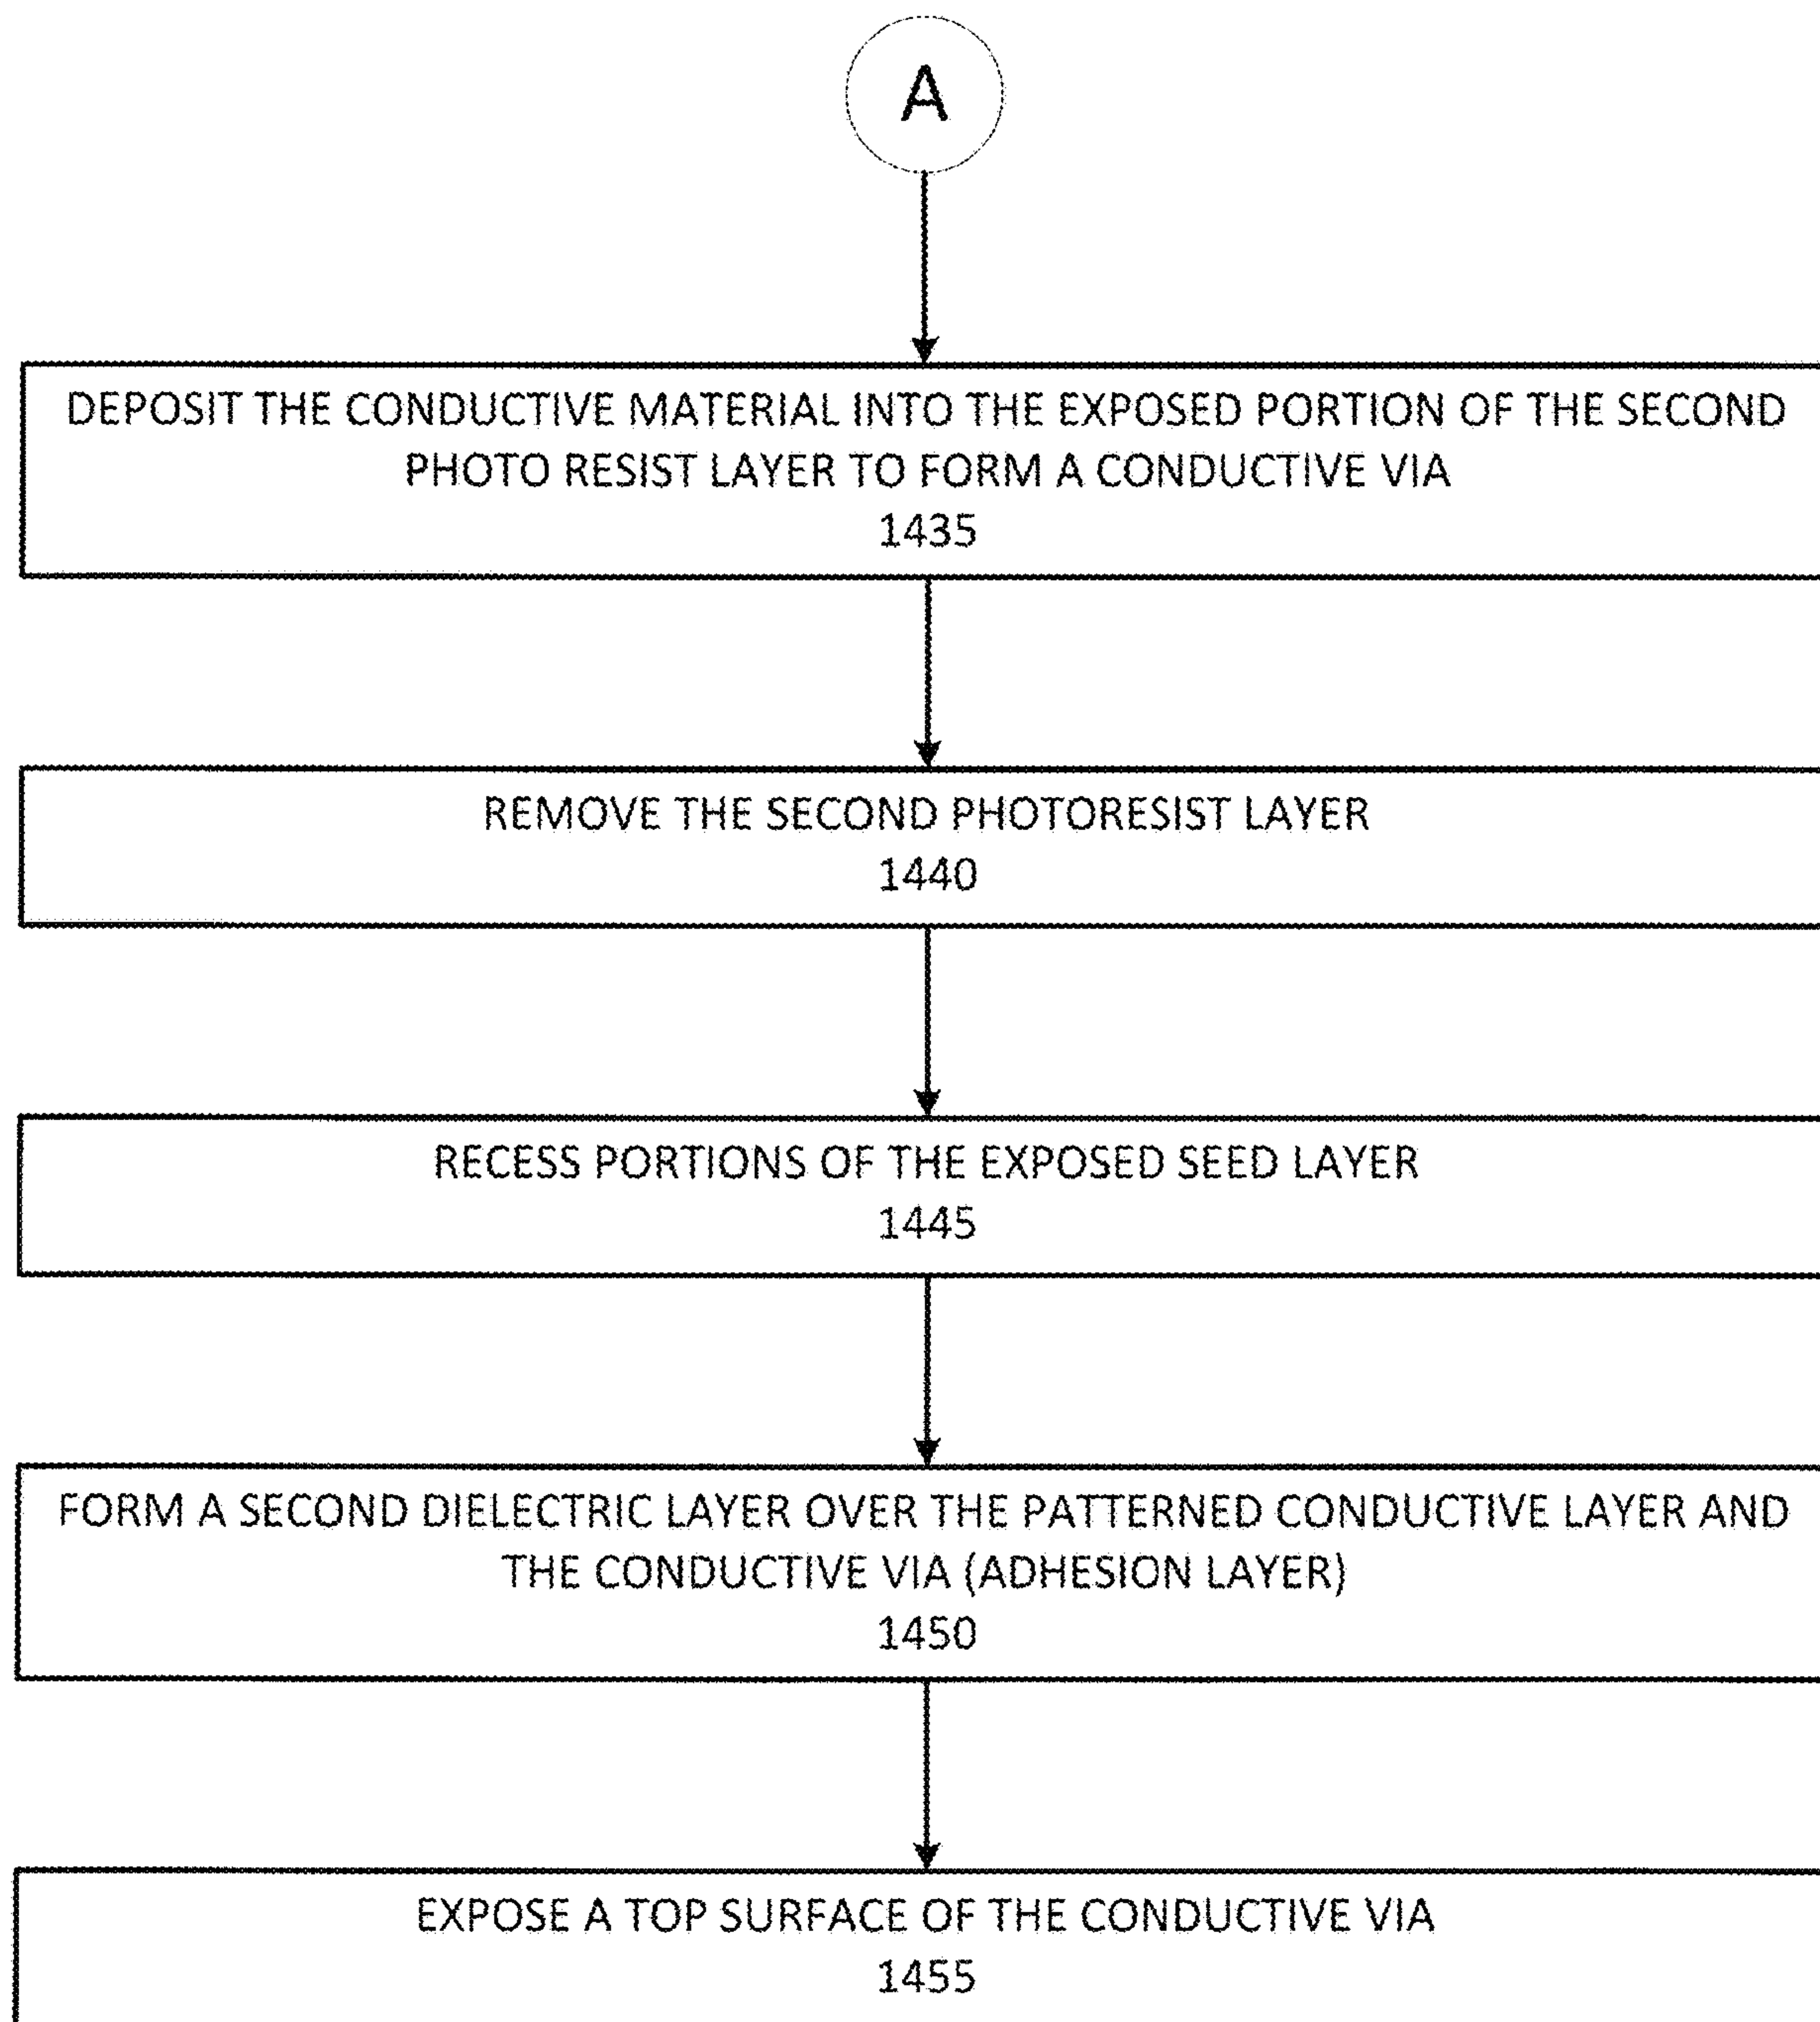 A
DEPOSIT THE CONDUCTIVE MATERIAL INTO THE EXPOSED PORTION OF THE SECOND
PHOTO RESIST LAYER TO FORM A CONDUCTIVE VIA
1435
REMOVE THE SECOND PHOTORESIST LAYER
1440
RECESS PORTIONS OF THE EXPOSED SEED LAYER
1445
FORM A SECOND DIELECTRIC LAYER OVER THE PATTERNED CONDUCTIVE LAYER AND
THE CONDUCTIVE VIA (ADHESION LAYER)
1450
EXPOSE A TOP SURFACE OF THE CONDUCTIVE VIA
1455